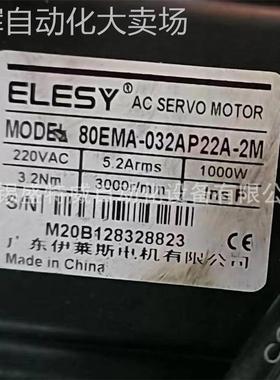 自动化大卖场
ELESY® AC SERVO MOTOR
MODEL 80EMA-032AP22A-2M
220VAC 5.2Arms 1000W
3.2Nm 3000r/min
S/N
M20B128328823
广东伊莱斯电机有限公司
Made in China